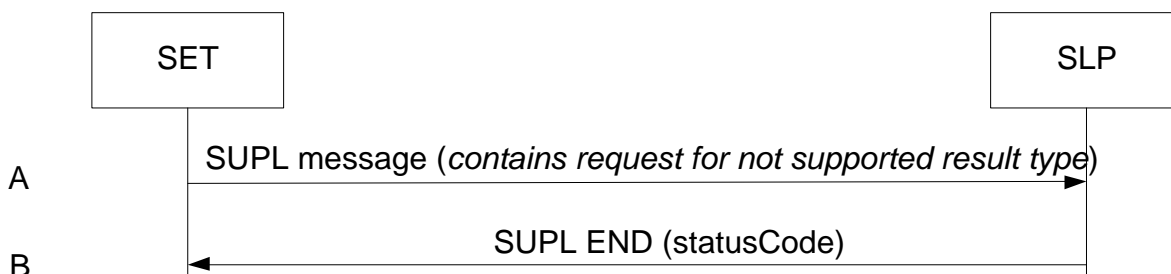 SET
SLP
SUPL message (contains request for not supported result type)
A
SUPL END (statusCode)
B